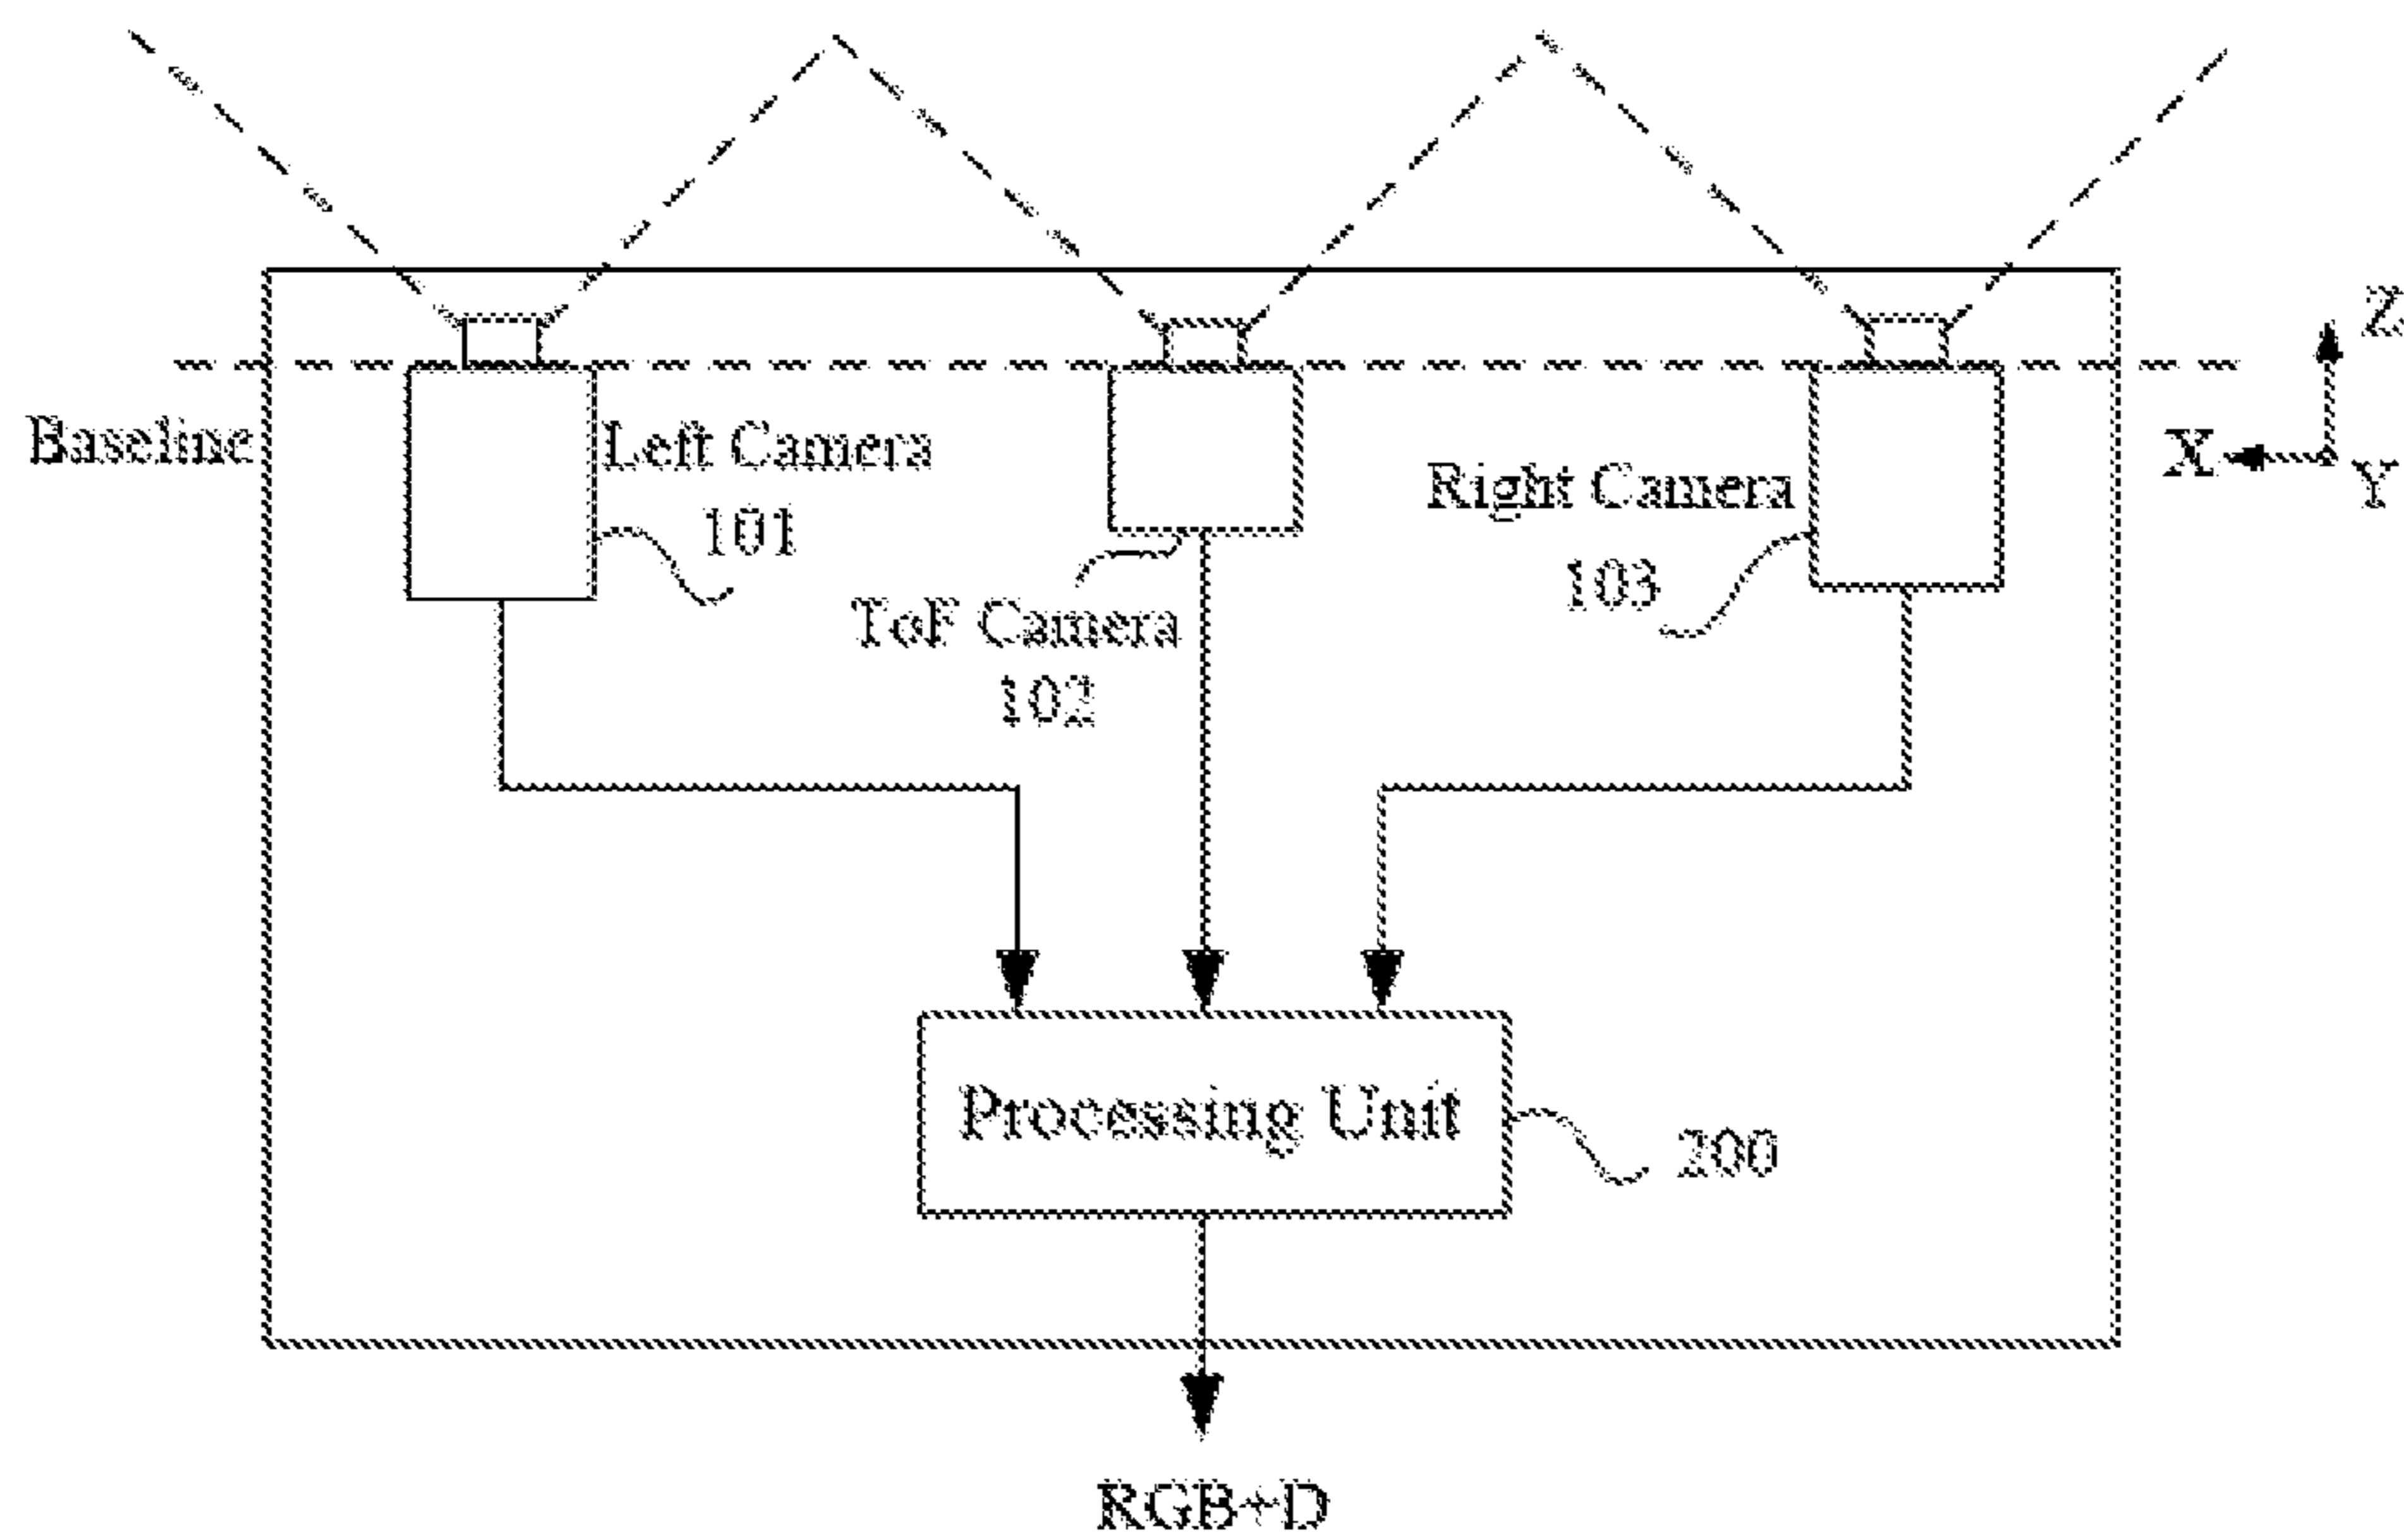 Z
Baseline
Left Camera
X
Y
Right Camera
101
103
ToF Camera
102
Processing Unit
200
RGB+D